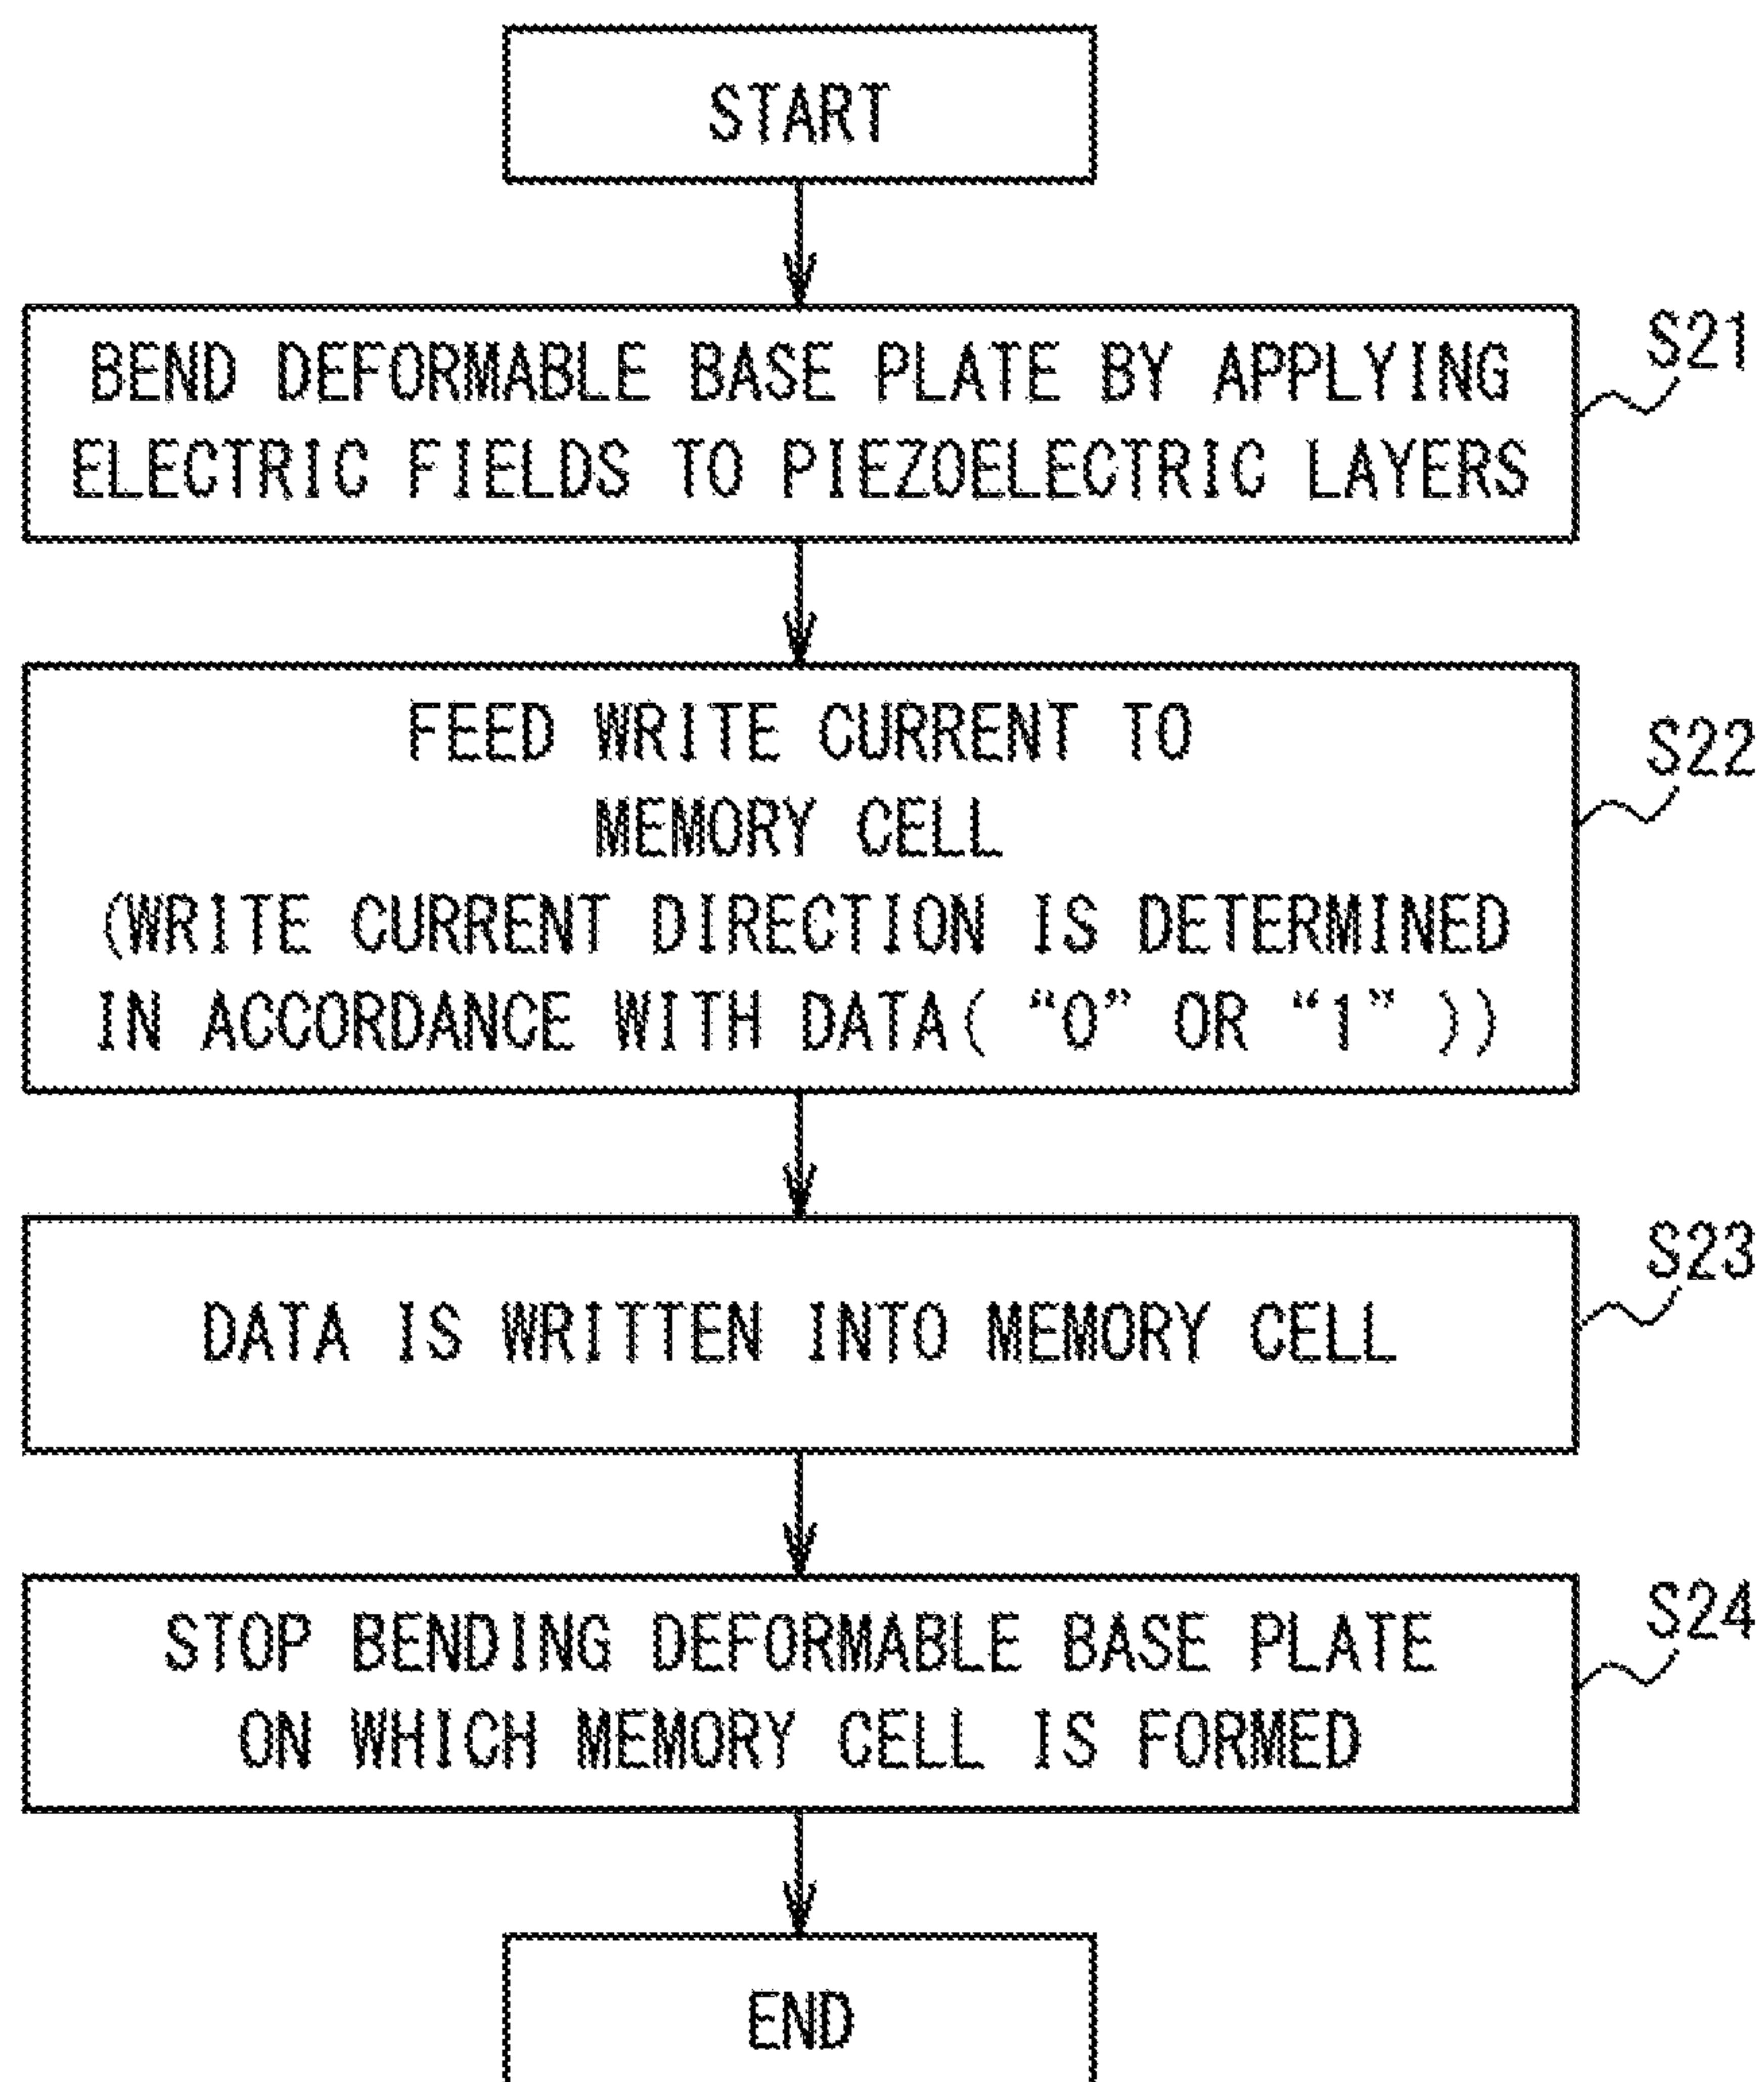 START
BEND DEFORMABLE BASE PLATE BY APPLYING
ELECTRIC FIELDS TO PIEZOELECTRIC LAYERS
S21
FEED WRITE CURRENT TO
MEMORY CELL
(WRITE CURRENT DIRECTION IS DETERMINED
IN ACCORDANCE WITH DATA( “0” OR “1” ))
S22
DATA IS WRITTEN INTO MEMORY CELL
S23
STOP BENDING DEFORMABLE BASE PLATE
ON WHICH MEMORY CELL IS FORMED
S24
END